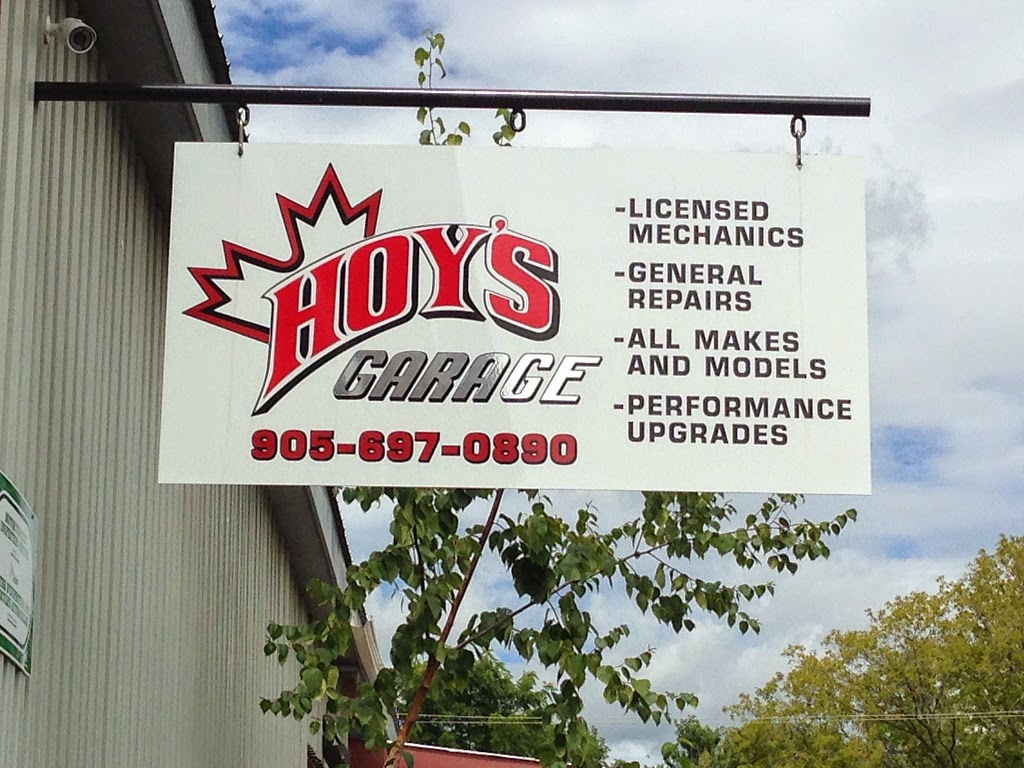 HOY'S
GARAGE
905-697-0890
-LICENSED
MECHANICS
-GENERAL
REPAIRS
-ALL MAKES
AND MODELS
-PERFORMANCE
UPGRADES